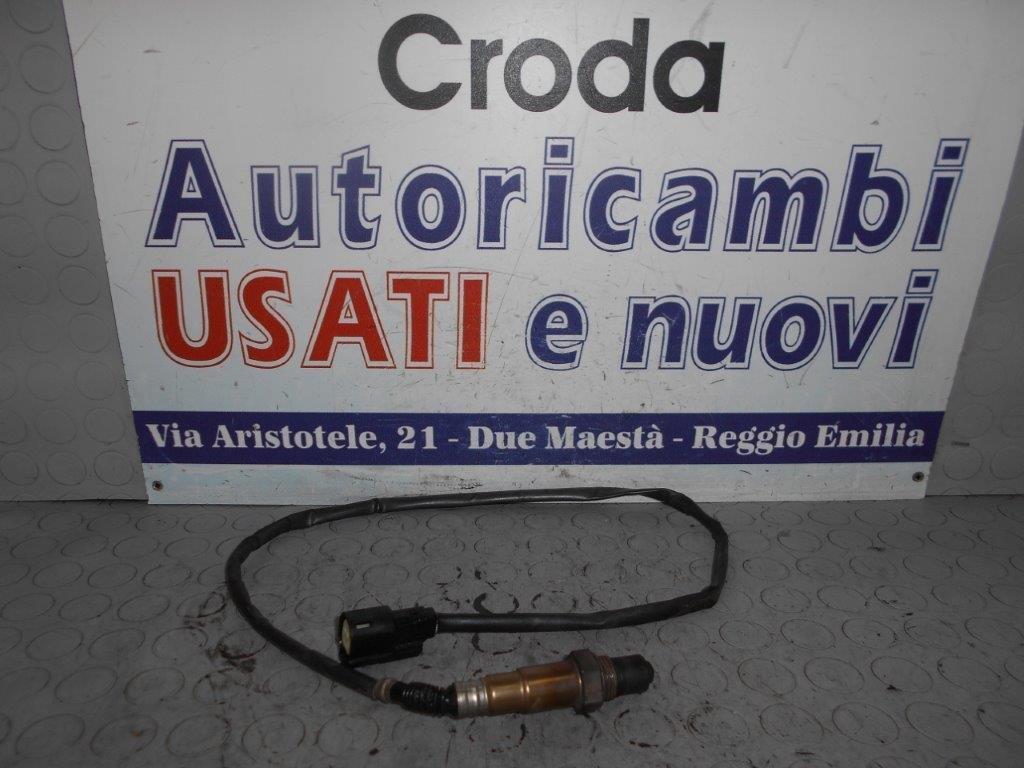 Croda
Autoricambi
USATI e nuovi
Via Aristotele, 21 - Due Maestà - Reggio Emilia